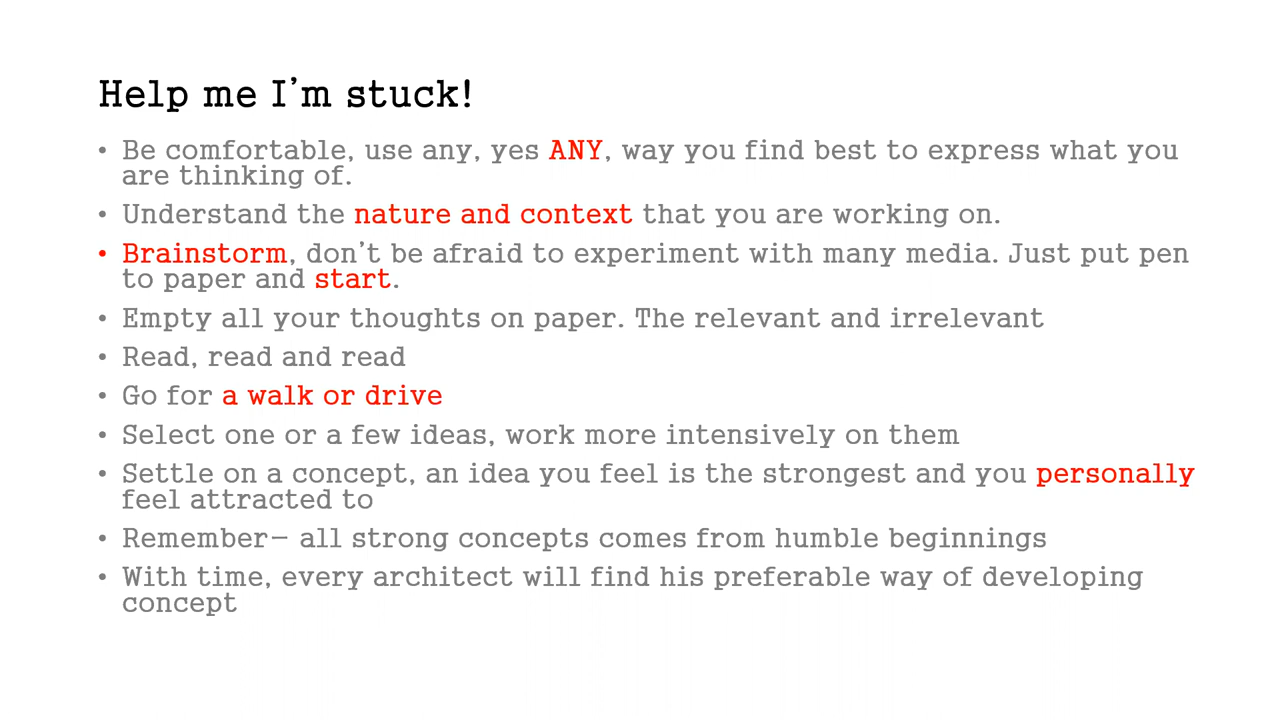 Help me I'm stuck!
• Be comfortable, use any, yes ANY, way you find best to express what you
are thinking of.
• Understand the nature and context that you are working on.
• Brainstorm, don't be afraid to experiment with many media. Just put pen
to paper and start.
• Empty all your thoughts on paper. The relevant and irrelevant
• Read, read and read
• Go for a walk or drive
• Select one or a few ideas, work more intensively on them
• Settle on a concept, an idea you feel is the strongest and you personally
feel attracted to
• Remember– all strong concepts comes from humble beginnings
• With time, every architect will find his preferable way of developing
concept